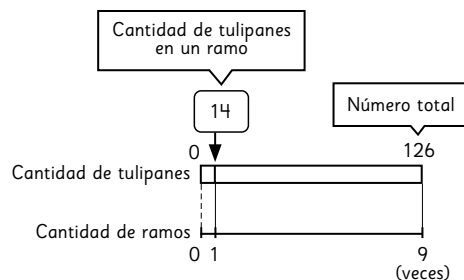 Cantidad de tulipanes
en un ramo
14
Número total
0
126
Cantidad de tulipanes
Cantidad de ramos
0 1
9
(veces)